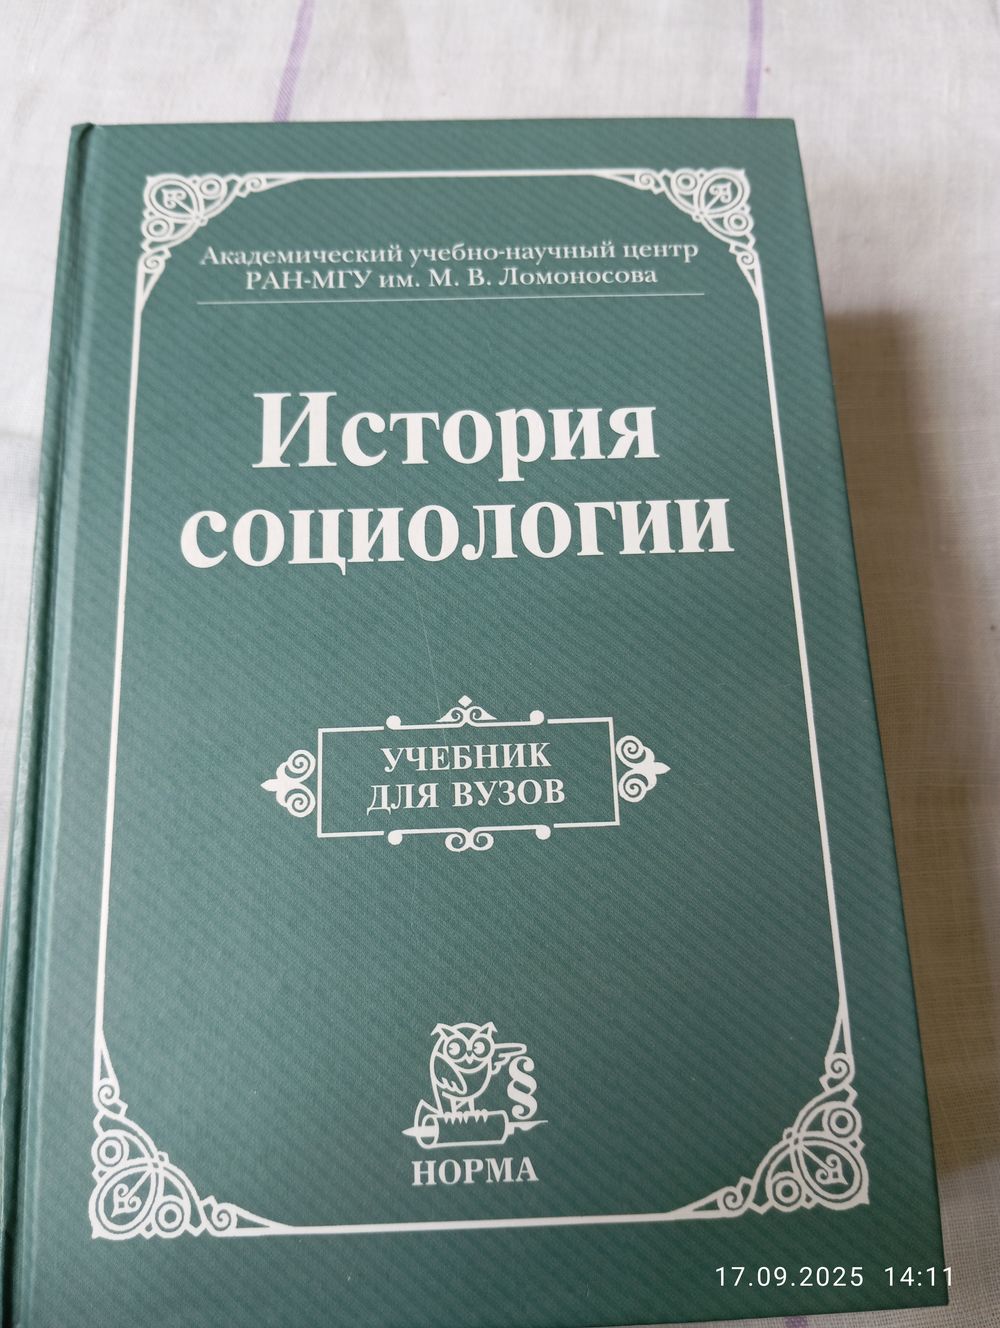 Академический учебно-научный центр
РАН-МГУ им. М. В. Ломоносова
История
социологии
УЧЕБНИК
ДЛЯ ВУЗОВ
§
НОРМА
17.09.2025 14:11